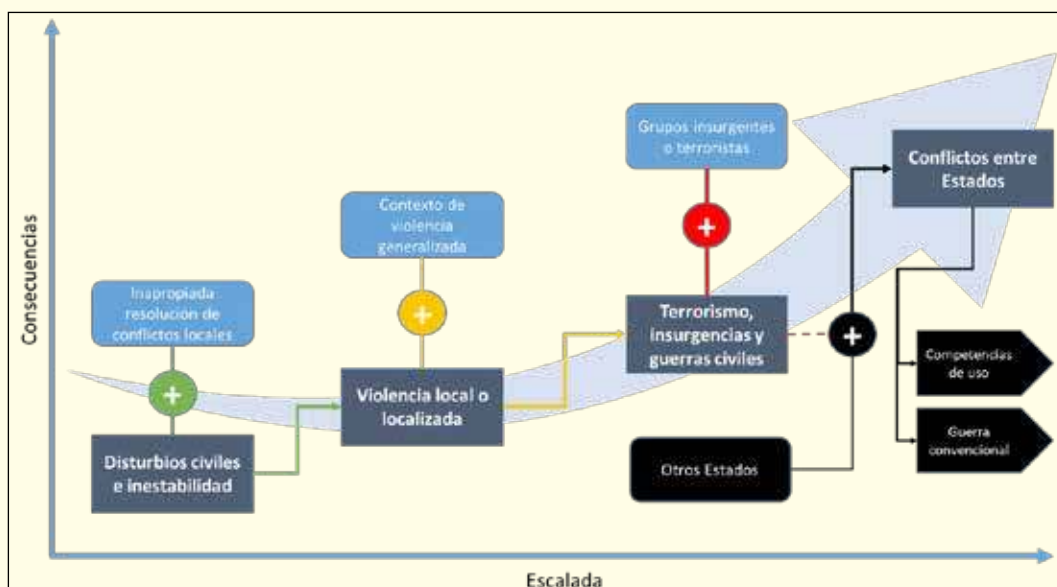 Consecuencias
Inapropiada
resolución de
conflictos locales
Disturbios civiles
e inestabilidad
Contexto de
violencia
generalizada
Violencia local o
localizada
Grupos insurgentes
o terroristas
Terrorismo,
insurgencias y
guerras civiles
Otros Estados
Conflictos entre
Estados
Competencias
de uso
Guerra
convencional
Escalada